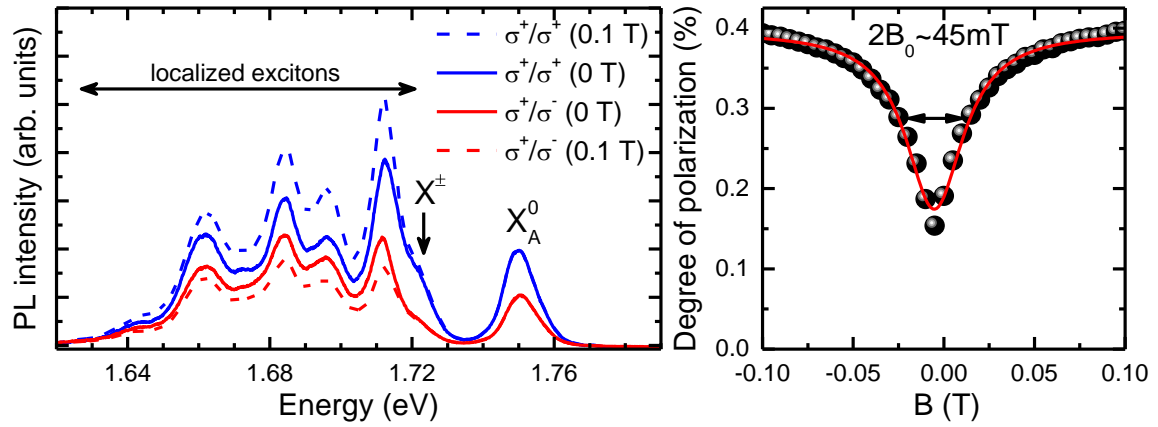 PL intensity (arb. units)
σ⁺/σ⁺ (0.1 T)
σ⁺/σ⁺ (0 T)
σ⁺/σ⁻ (0 T)
σ⁺/σ⁻ (0.1 T)
localized excitons
X±
X⁰A
1.64 1.68 1.72 1.76
Energy (eV)
Degree of polarization (%)
2B₀~45mT
0.4
0.3
0.2
0.1
0.0
-0.10 -0.05 0.00 0.05 0.10
B (T)